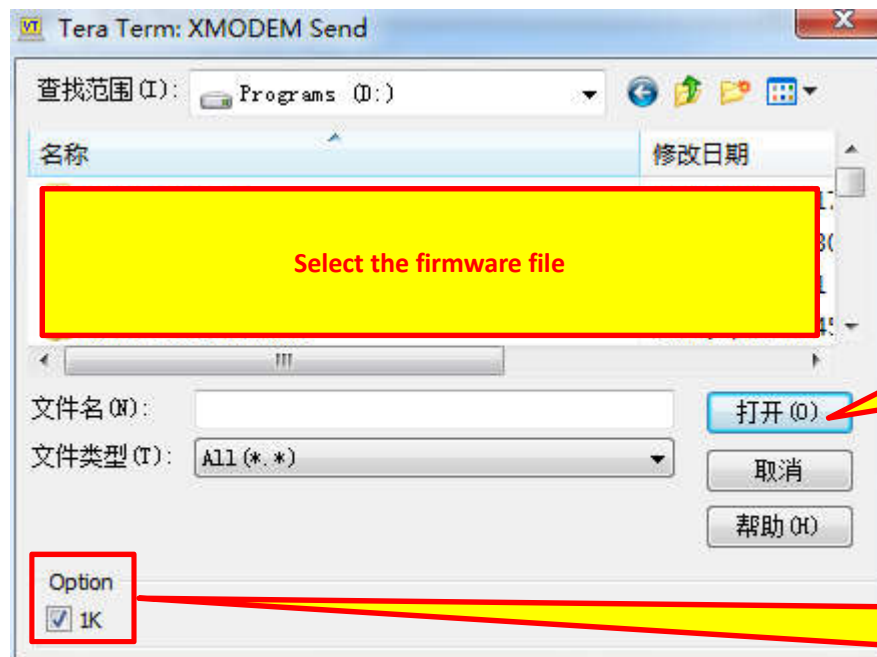 Tera Term: XMODEM Send
查找范围(I): Programs (D:)
名称 修改日期
Select the firmware file
文件名(N):
打开(O)
文件类型(T): All(*.*)
取消
帮助(H)
Option
1K